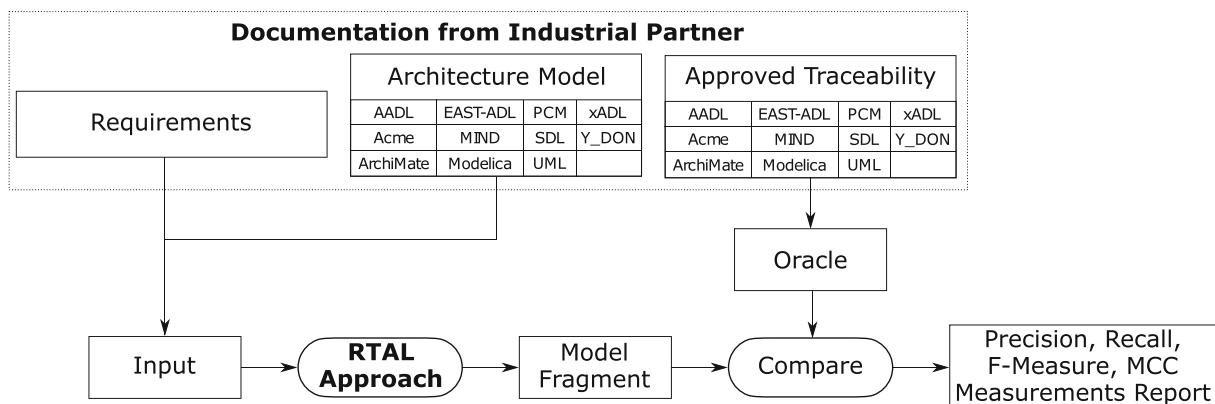 Documentation from Industrial Partner
Requirements
Architecture Model
AADL EAST-ADL PCM xADL
Acme MIND SDL Y_DON
ArchiMate Modelica UML
Approved Traceability
AADL EAST-ADL PCM xADL
Acme MIND SDL Y_DON
ArchiMate Modelica UML
Oracle
Input
RTAL
Approach
Model
Fragment
Compare
Precision, Recall,
F-Measure, MCC
Measurements Report